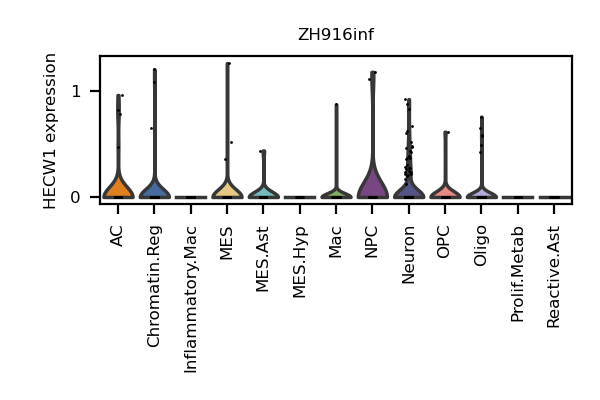 ZH916inf
HECW1 expression
1
0
AC
Chromatin.Reg
Inflammatory.Mac
MES
MES.Ast
MES.Hyp
Mac
NPC
Neuron
OPC
Oligo
Prolif.Metab
Reactive.Ast